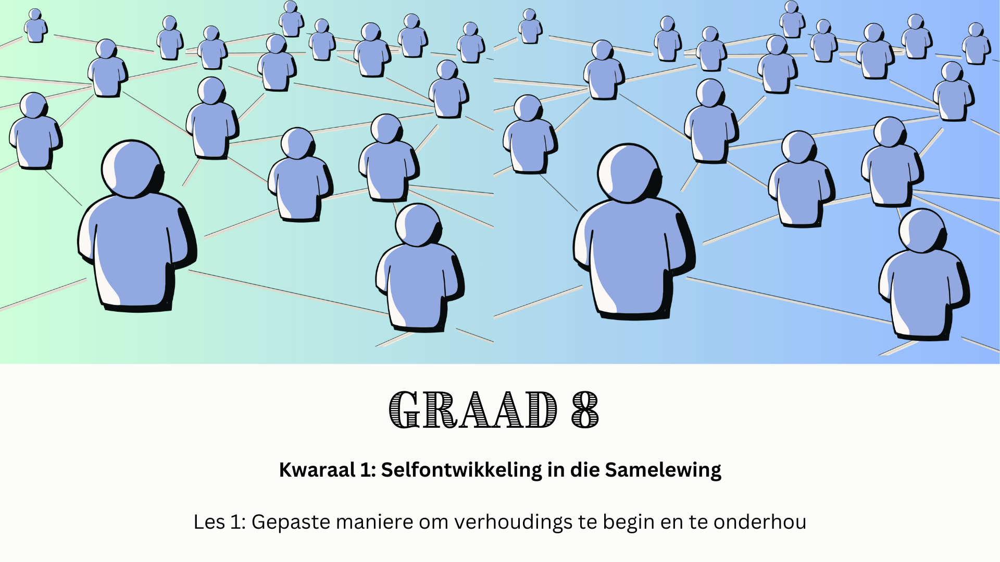 GRAAD 8
Kwaraal 1: Selfontwikkeling in die Samelewing
Les 1: Gepaste maniere om verhoudings te begin en te onderhou